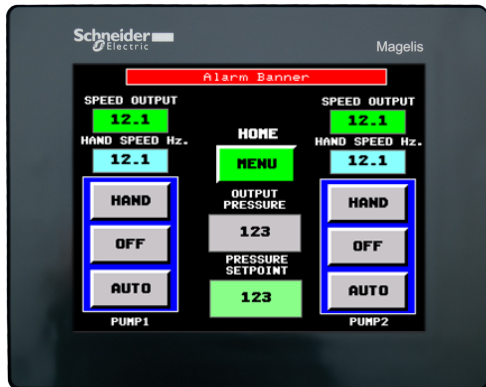 Schneider
Electric
Magelis
Alarm Banner
SPEED OUTPUT
12.1
HAND SPEED Hz.
12.1
HAND
OFF
AUTO
PUMP1
HOME
MENU
OUTPUT
PRESSURE
123
PRESSURE
SETPOINT
123
SPEED OUTPUT
12.1
HAND SPEED Hz.
12.1
HAND
OFF
AUTO
PUMP2